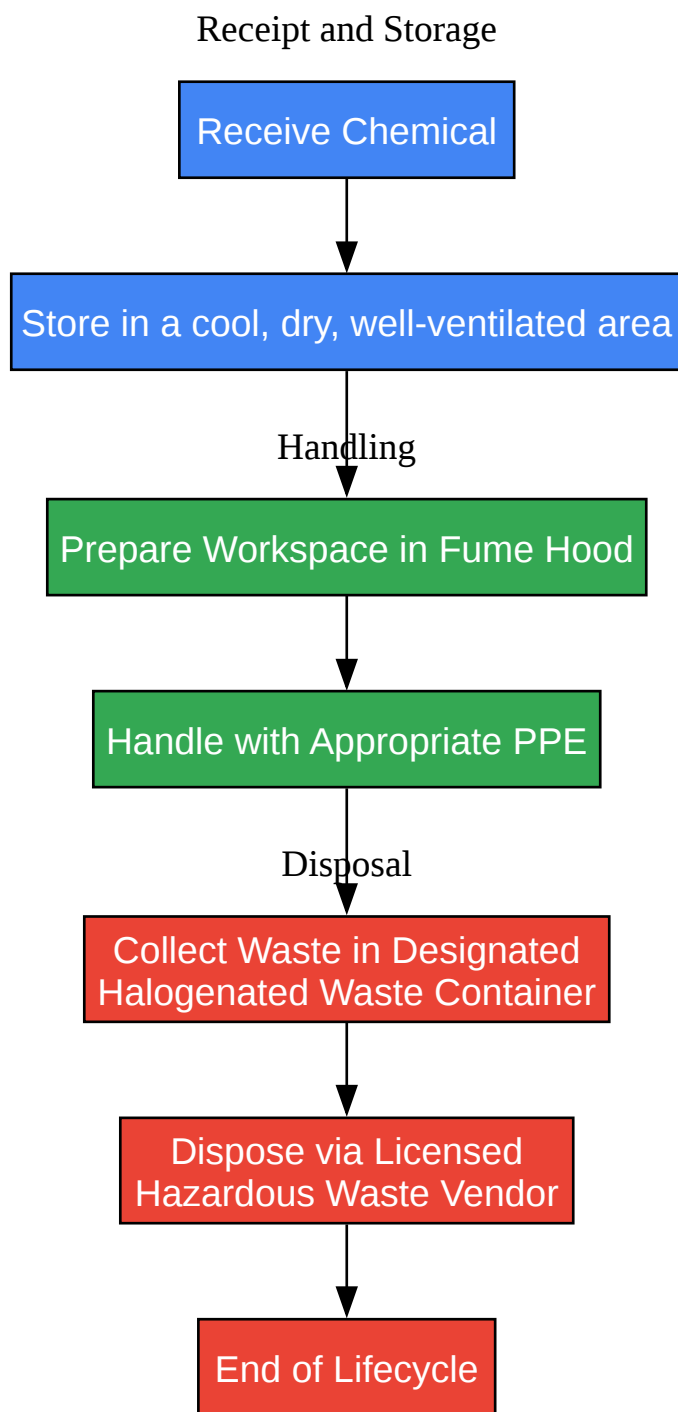 Receipt and Storage
Receive Chemical
Store in a cool, dry, well-ventilated area
Handling
Prepare Workspace in Fume Hood
Handle with Appropriate PPE
Disposal
Collect Waste in Designated
Halogenated Waste Container
Dispose via Licensed
Hazardous Waste Vendor
End of Lifecycle